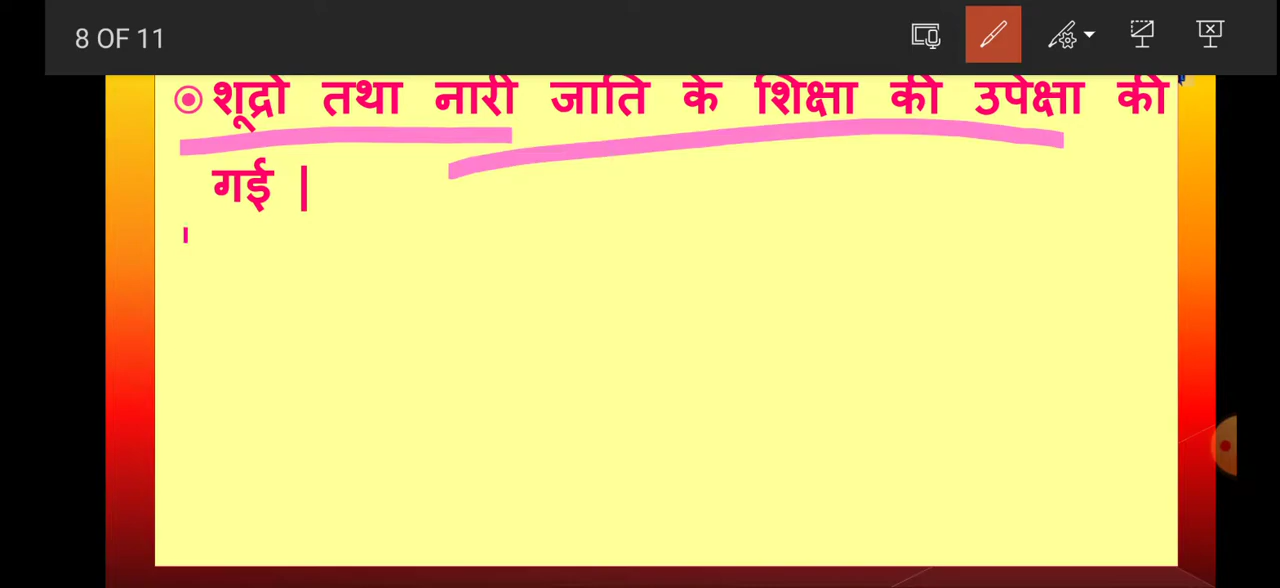 8 OF 11
शूद्रो तथा नारी जाति के शिक्षा की उपेक्षा की
गई |